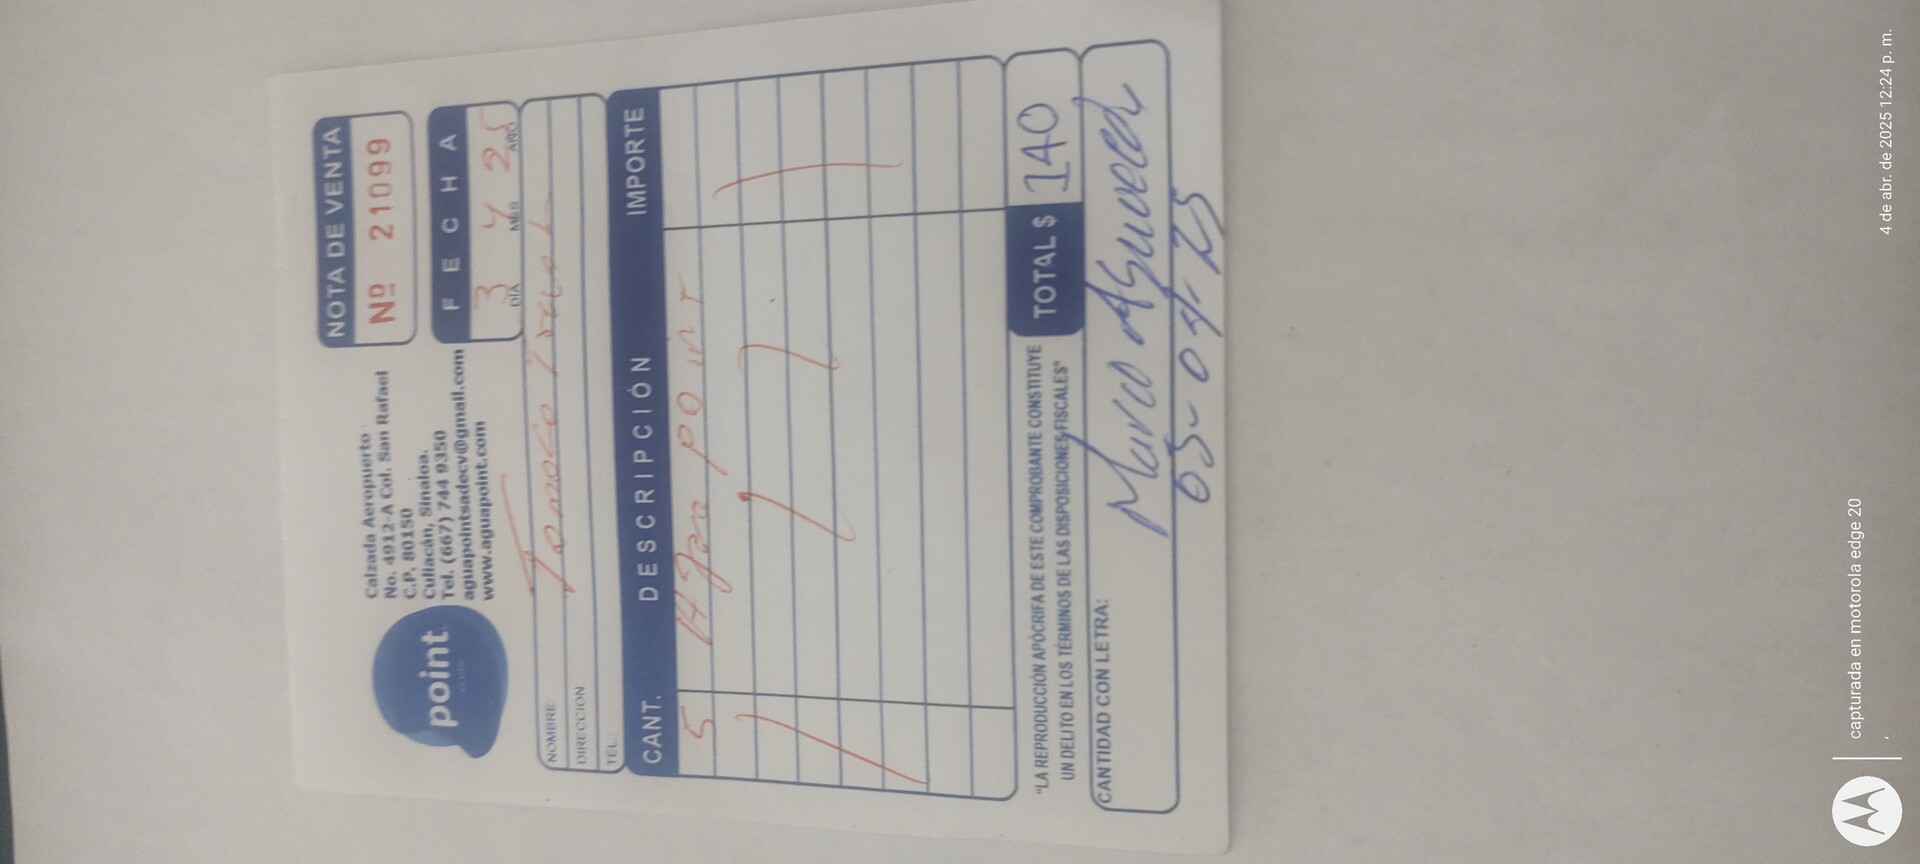 point
Calzada Aeropuerto
No. 4912-A Col. San Rafael
C.P. 80150
Culiacán, Sinaloa.
Tel. (667) 744 9350
aguapointsadecv@gmail.com
www.aguapoint.com
NOTA DE VENTA
Nº 21099
FECHA
3 4 25
DÍA MES AÑO
NOMBRE
DIRECCIÓN
TEL.
CANT. DESCRIPCIÓN IMPORTE
5 point
"LA REPRODUCCIÓN APÓCRIFA DE ESTE COMPROBANTE CONSTITUYE
UN DELITO EN LOS TÉRMINOS DE LAS DISPOSICIONES FISCALES"
TOTAL $ 140
CANTIDAD CON LETRA:
Marco
03-04-25
capturada en motorola edge 20
4 de abr. de 2025 12:24 p. m.